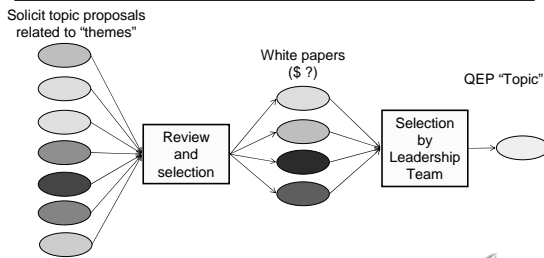 Solicit topic proposals
related to “themes”
White papers
($ ?)
QEP “Topic”
Review
and
selection
Selection
by
Leadership
Team